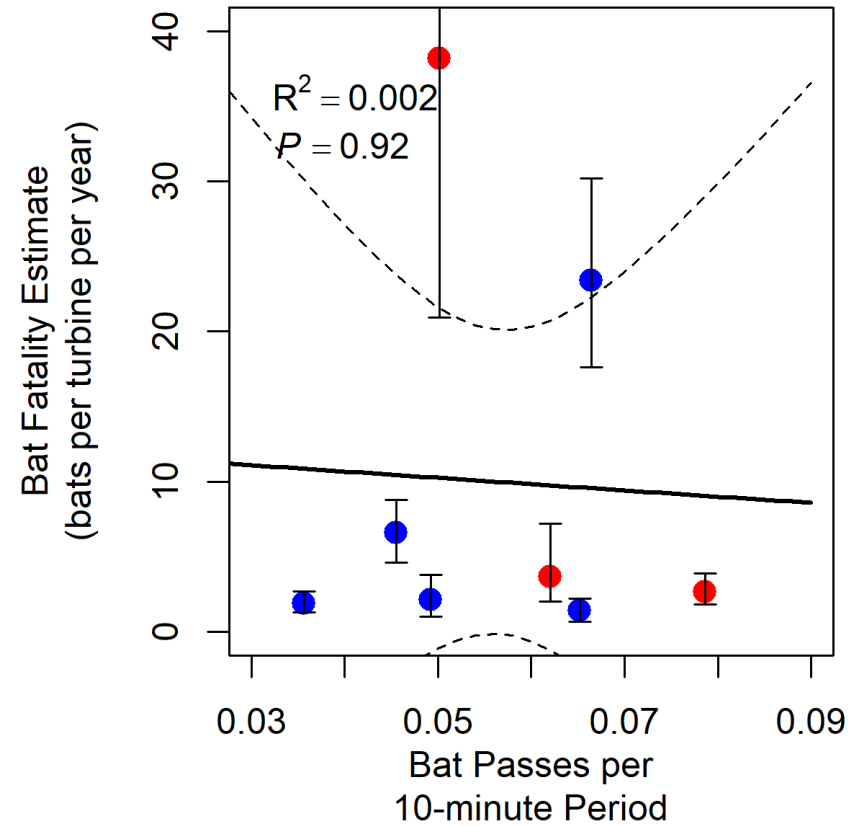 40
30
20
10
0
Bat Fatality Estimate
(bats per turbine per year)
R² = 0.002
P = 0.92
0.03 0.05 0.07 0.09
Bat Passes per
10-minute Period